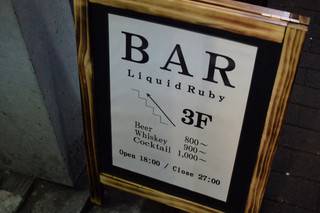 BAR
Liquid Ruby
3F
Beer 800～
Whiskey 900～
Cocktail 1,000～
Open 18:00 / Close 27:00